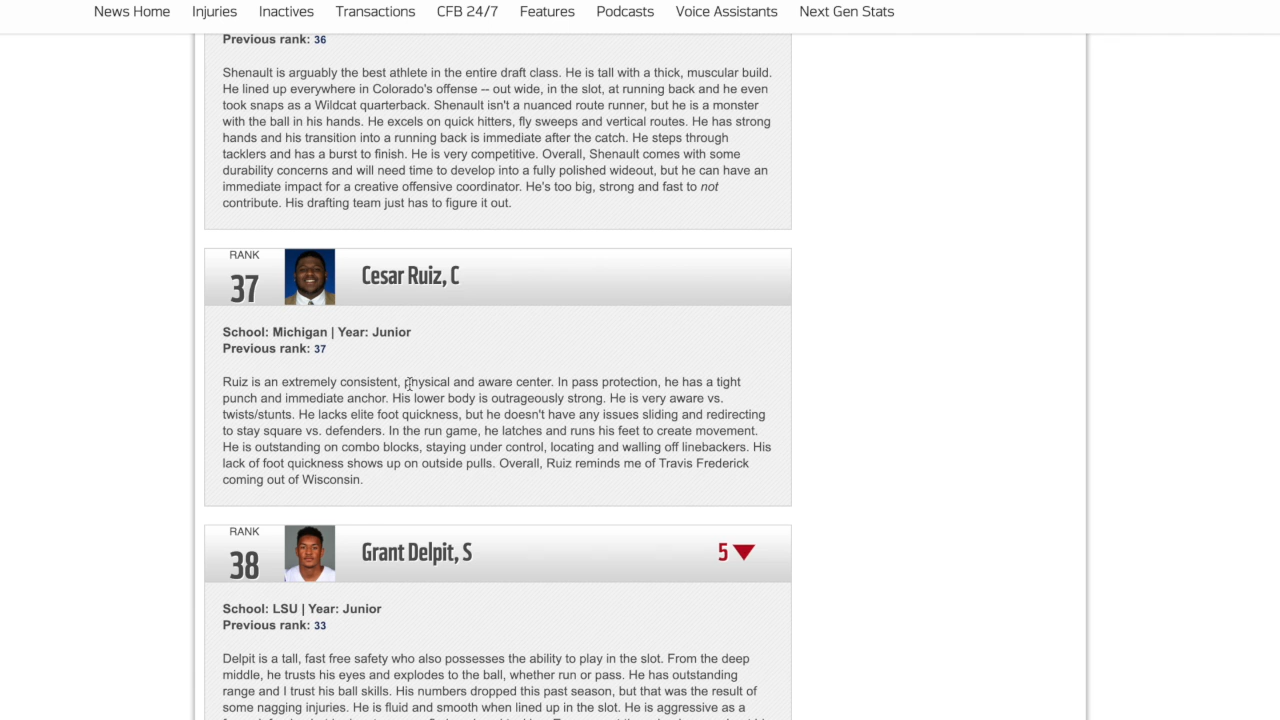 News Home Injuries Inactives Transactions CFB 24/7 Features Podcasts Voice Assistants Next Gen Stats
Previous rank: 36
Shenault is arguably the best athlete in the entire draft class. He is tall with a thick, muscular build.
He lined up everywhere in Colorado's offense -- out wide, in the slot, at running back and he even
took snaps as a Wildcat quarterback. Shenault isn't a nuanced route runner, but he is a monster
with the ball in his hands. He excels on quick hitters, fly sweeps and vertical routes. He has strong
hands and his transition into a running back is immediate after the catch. He steps through
tacklers and has a burst to finish. He is very competitive. Overall, Shenault comes with some
durability concerns and will need time to develop into a fully polished wideout, but he can have an
immediate impact for a creative offensive coordinator. He's too big, strong and fast to not
contribute. His drafting team just has to figure it out.
RANK
37
Cesar Ruiz, C
School: Michigan | Year: Junior
Previous rank: 37
Ruiz is an extremely consistent, physical and aware center. In pass protection, he has a tight
punch and immediate anchor. His lower body is outrageously strong. He is very aware vs.
twists/stunts. He lacks elite foot quickness, but he doesn't have any issues sliding and redirecting
to stay square vs. defenders. In the run game, he latches and runs his feet to create movement.
He is outstanding on combo blocks, staying under control, locating and walling off linebackers. His
lack of foot quickness shows up on outside pulls. Overall, Ruiz reminds me of Travis Frederick
coming out of Wisconsin.
RANK
38
Grant Delpit, S
5
School: LSU | Year: Junior
Previous rank: 33
Delpit is a tall, fast free safety who also possesses the ability to play in the slot. From the deep
middle, he trusts his eyes and explodes to the ball, whether run or pass. He has outstanding
range and I trust his ball skills. His numbers dropped this past season, but that was the result of
some nagging injuries. He is fluid and smooth when lined up in the slot. He is aggressive as a